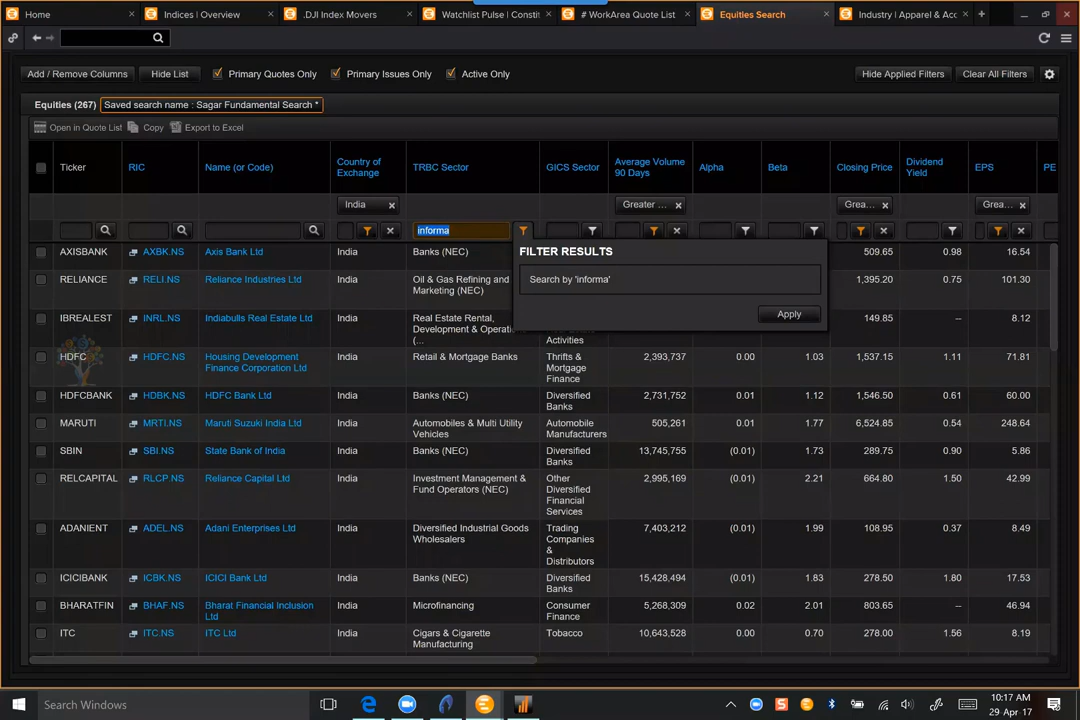 Home
Indices | Overview
.DJI Index Movers
Watchlist Pulse | Constit
# WorkArea Quote List
Equities Search
Industry | Apparel & Acc
Add / Remove Columns
Hide List
Primary Quotes Only
Primary Issues Only
Active Only
Hide Applied Filters
Clear All Filters
Equities (267)
Saved search name : Sagar Fundamental Search *
Open in Quote List
Copy
Export to Excel
Ticker
RIC
Name (or Code)
Country of
Exchange
TRBC Sector
GICS Sector
Average Volume
90 Days
Alpha
Beta
Closing Price
Dividend
Yield
EPS
PE
India
Greater ...
Grea...
Grea...
informa
FILTER RESULTS
Search by 'informa'
Apply
AXISBANK AXBK.NS Axis Bank Ltd India Banks (NEC) 509.65 0.98 16.54
RELIANCE RELI.NS Reliance Industries Ltd India Oil & Gas Refining and 1,395.20 0.75 101.30
Marketing (NEC)
IBREALEST INRL.NS Indiabulls Real Estate Ltd India Real Estate Rental, 149.85 -- 8.12
Development & Operati...
(... Activities
HDFC HDFC.NS Housing Development India Retail & Mortgage Banks Thrifts & 2,393,737 0.00 1.03 1,537.15 1.11 71.81
Finance Corporation Ltd Mortgage
Finance
HDFCBANK HDBK.NS HDFC Bank Ltd India Banks (NEC) Diversified 2,731,752 0.01 1.12 1,546.50 0.61 60.00
Banks
MARUTI MRTI.NS Maruti Suzuki India Ltd India Automobiles & Multi Utility Automobile 505,261 0.01 1.77 6,524.85 0.54 248.64
Vehicles Manufacturers
SBIN SBI.NS State Bank of India India Banks (NEC) Diversified 13,745,755 (0.01) 1.73 289.75 0.90 5.86
Banks
RELCAPITAL RLCP.NS Reliance Capital Ltd India Investment Management & Other 2,995,169 (0.01) 2.21 664.80 1.50 42.99
Fund Operators (NEC) Diversified
Financial
Services
ADANIENT ADEL.NS Adani Enterprises Ltd India Diversified Industrial Goods Trading 7,403,212 (0.01) 1.99 108.95 0.37 8.49
Wholesalers Companies
&
Distributors
ICICIBANK ICBK.NS ICICI Bank Ltd India Banks (NEC) Diversified 15,428,494 (0.01) 1.83 278.50 1.80 17.53
Banks
BHARATFIN BHAF.NS Bharat Financial Inclusion India Microfinancing Consumer 5,268,309 0.02 2.01 803.65 -- 46.94
Ltd Finance
ITC ITC.NS ITC Ltd India Cigars & Cigarette Tobacco 10,643,528 0.00 0.70 278.00 1.56 8.19
Manufacturing
Search Windows
10:17 AM
29 Apr 17